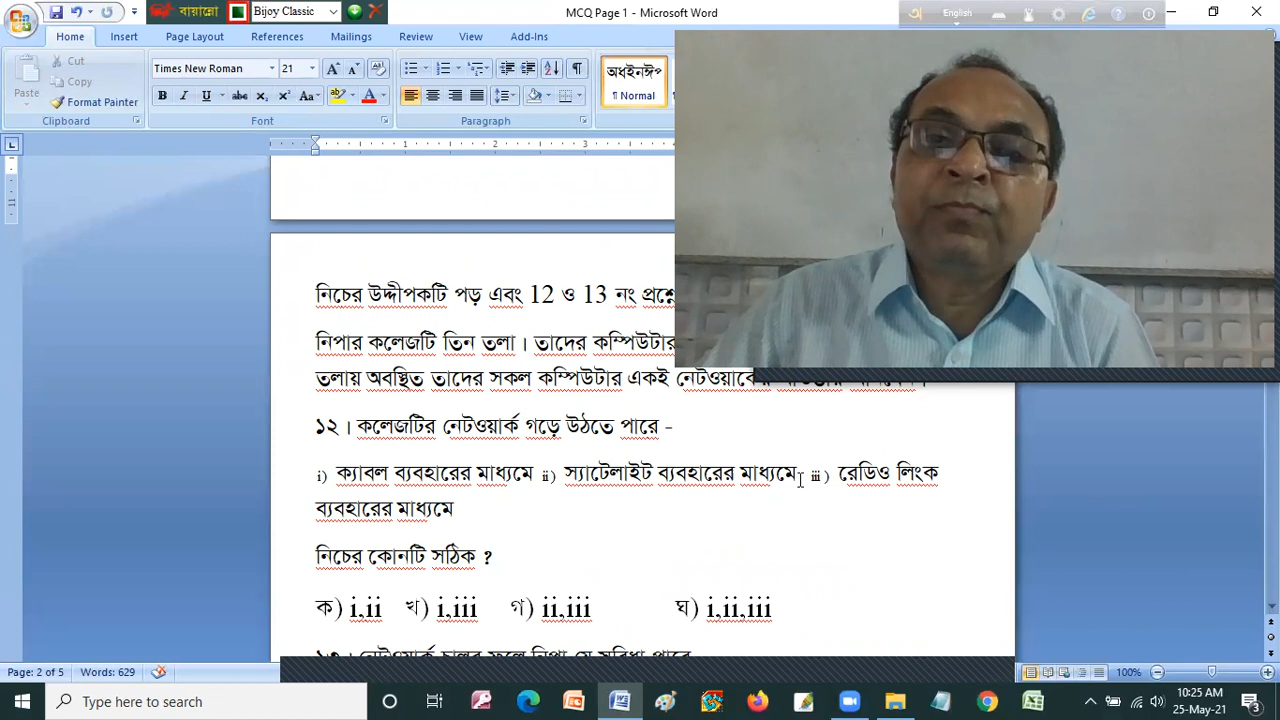 বায়ান্নো Bijoy Classic MCQ Page 1 - Microsoft Word English
Home Insert Page Layout References Mailings Review View Add-Ins
Paste Cut Copy Format Painter
Times New Roman 21
অধইনঈপ
¶ Normal
Clipboard Font Paragraph
নিচের উদ্দীপকটি পড় এবং 12 ও 13 নং প্রশ্নে
নিপার কলেজটি তিন তলা। তাদের কম্পিউটার
তলায় অবস্থিত তাদের সকল কম্পিউটার একই
১২। কলেজটির নেটওয়ার্ক গড়ে উঠতে পারে -
i) ক্যাবল ব্যবহারের মাধ্যমে ii) স্যাটেলাইট ব্যবহারের মাধ্যমে iii) রেডিও লিংক
ব্যবহারের মাধ্যমে
নিচের কোনটি সঠিক ?
ক) i,ii খ) i,iii গ) ii,iii ঘ) i,ii,iii
Page: 2 of 5 Words: 629 100%
Type here to search
10:25 AM
25-May-21